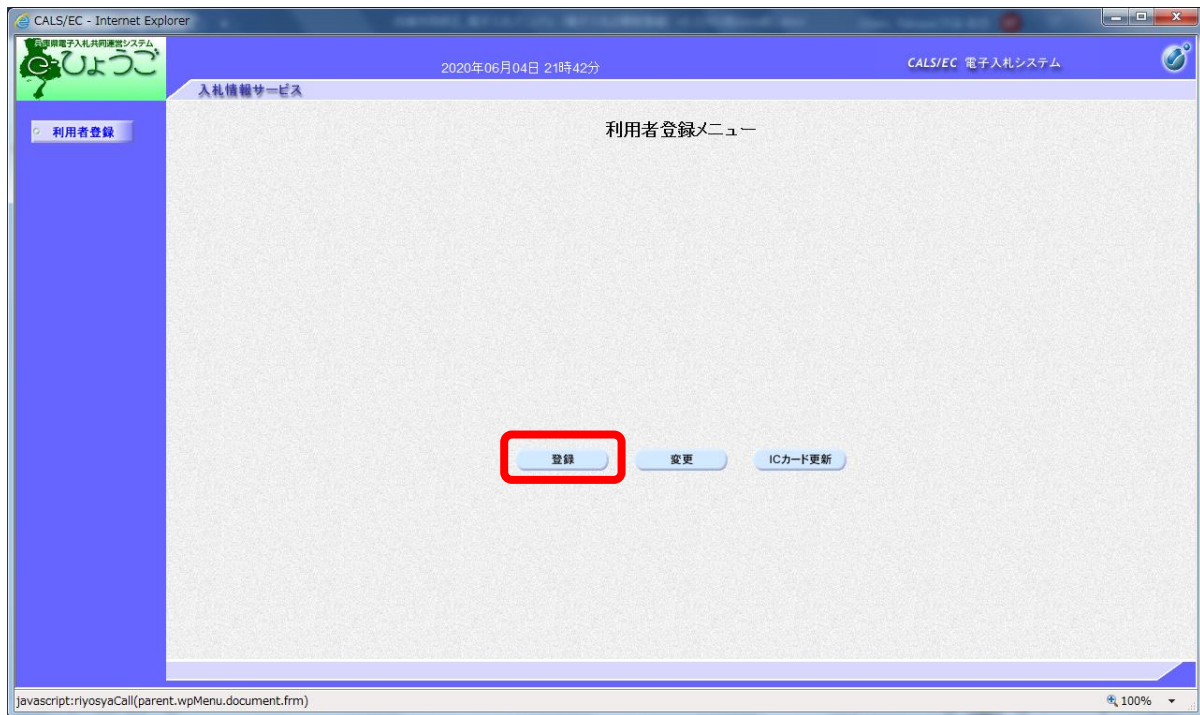 CALS/EC - Internet Explorer
兵庫県電子入札共同運営システム
e-ひょうご
2020年06月04日 21時42分
CALS/EC 電子入札システム
入札情報サービス
利用者登録
利用者登録メニュー
登録
変更
ICカード更新
javascript:riyosyaCall(parent.wpMenu.document.frm)
100%